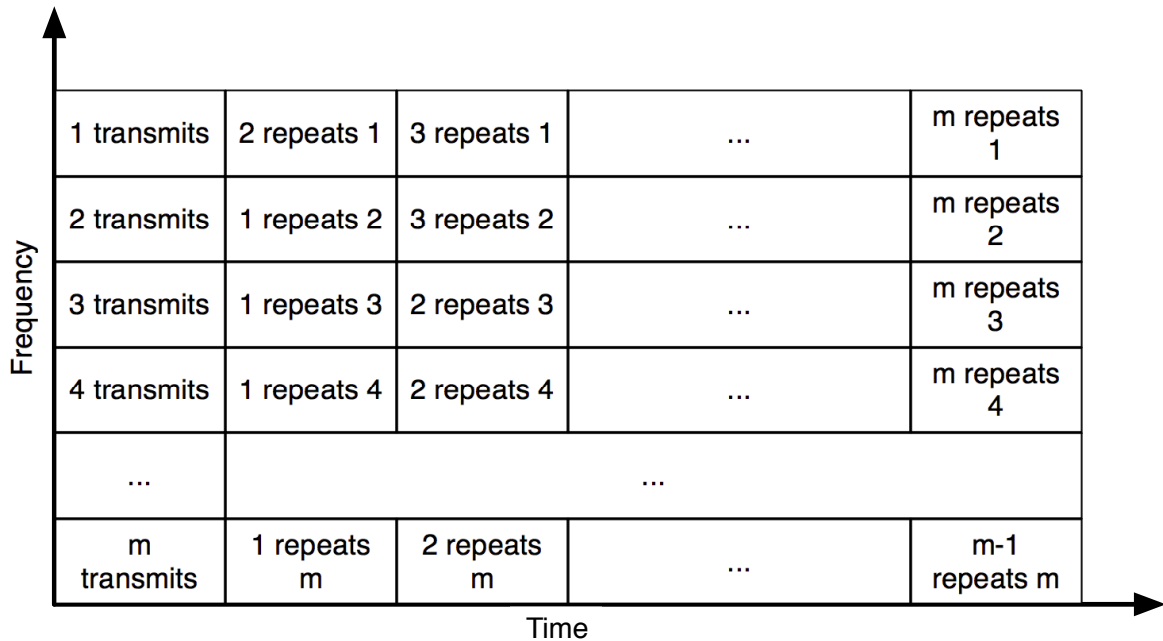 1 transmits
2 repeats 1
3 repeats 1
...
m repeats
1
2 transmits
1 repeats 2
3 repeats 2
...
m repeats
2
3 transmits
1 repeats 3
2 repeats 3
...
m repeats
3
4 transmits
1 repeats 4
2 repeats 4
...
m repeats
4
...
...
m
transmits
1 repeats
m
2 repeats
m
...
m-1
repeats m
Frequency
Time